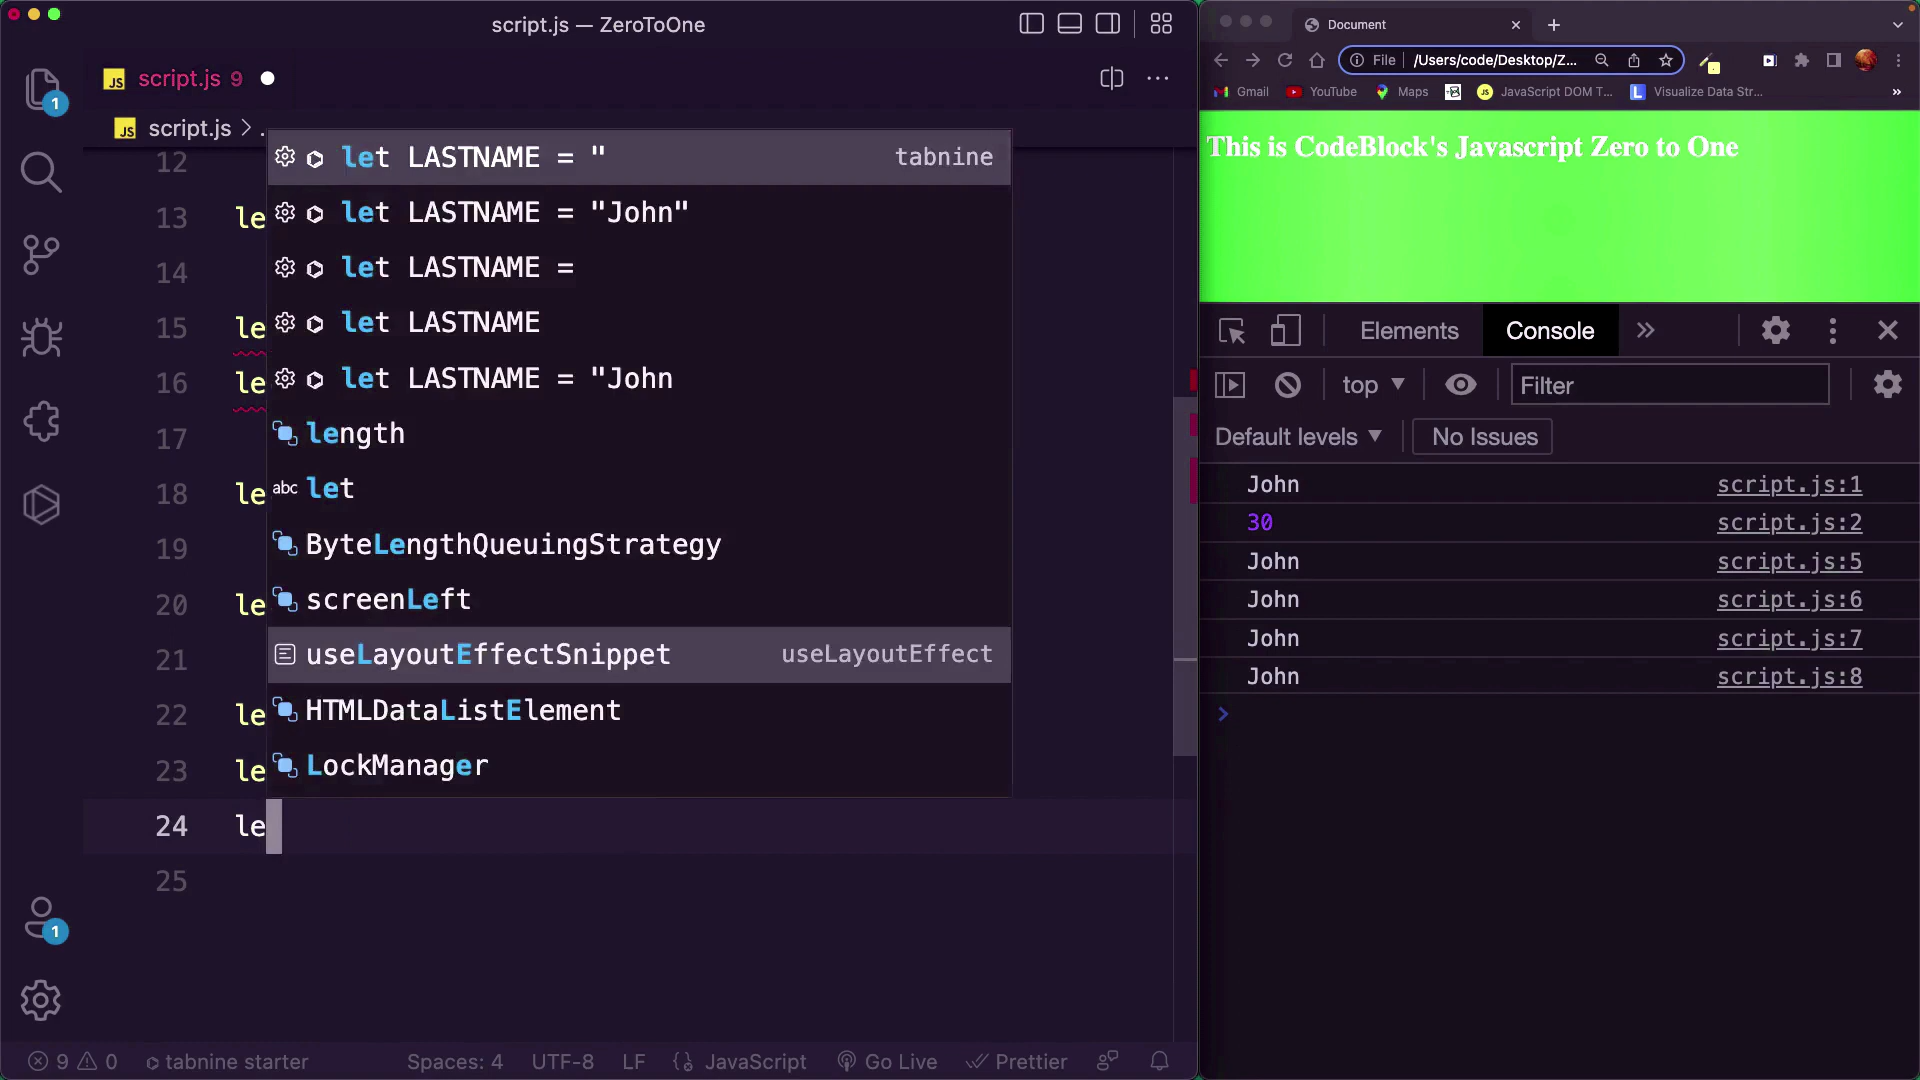 script.js — ZeroToOne
JS script.js 9
JS script.js > .
12
13 le
14
15 le
16 le
17
18 le
19
20 le
21
22 le
23 le
24 le
25
let LASTNAME = " tabnine
let LASTNAME = "John"
let LASTNAME =
let LASTNAME
let LASTNAME = "John
length
abc let
ByteLengthQueuingStrategy
screenLeft
useLayoutEffectSnippet useLayoutEffect
HTMLDataListElement
LockManager
1
1
9 0 tabnine starter Spaces: 4 UTF-8 LF JavaScript Go Live Prettier
Document
File /Users/code/Desktop/Z...
Gmail YouTube Maps JS JavaScript DOM T... L Visualize Data Str... »
This is CodeBlock's Javascript Zero to One
Elements Console »
top Filter
Default levels No Issues
John script.js:1
30 script.js:2
John script.js:5
John script.js:6
John script.js:7
John script.js:8
>